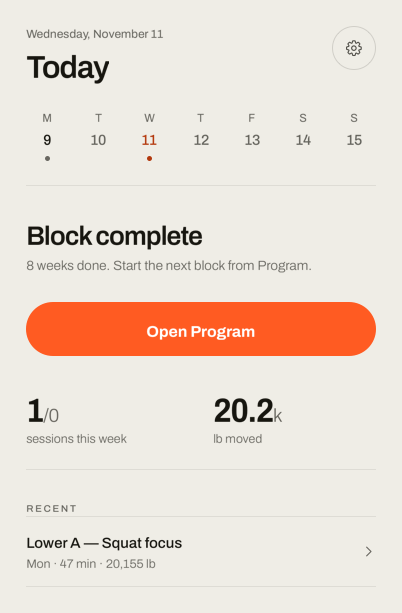 Wednesday, November 11
Today
M T W T F S S
9 10 11 12 13 14 15
Block complete
8 weeks done. Start the next block from Program.
Open Program
1/0 20.2k
sessions this week lb moved
RECENT
Lower A — Squat focus
Mon · 47 min · 20,155 lb